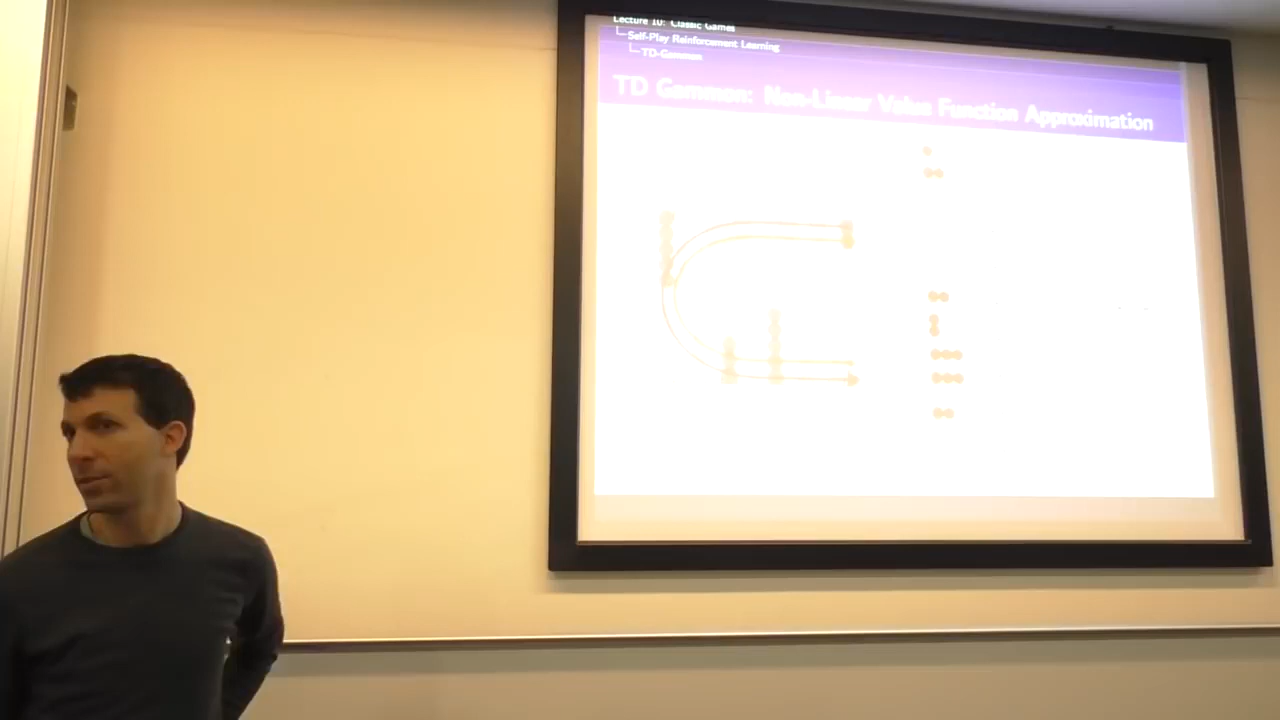 Lecture 10: Classic Games
Self-Play Reinforcement Learning
TD-Gammon
TD Gammon: Non-Linear Value Function Approximation